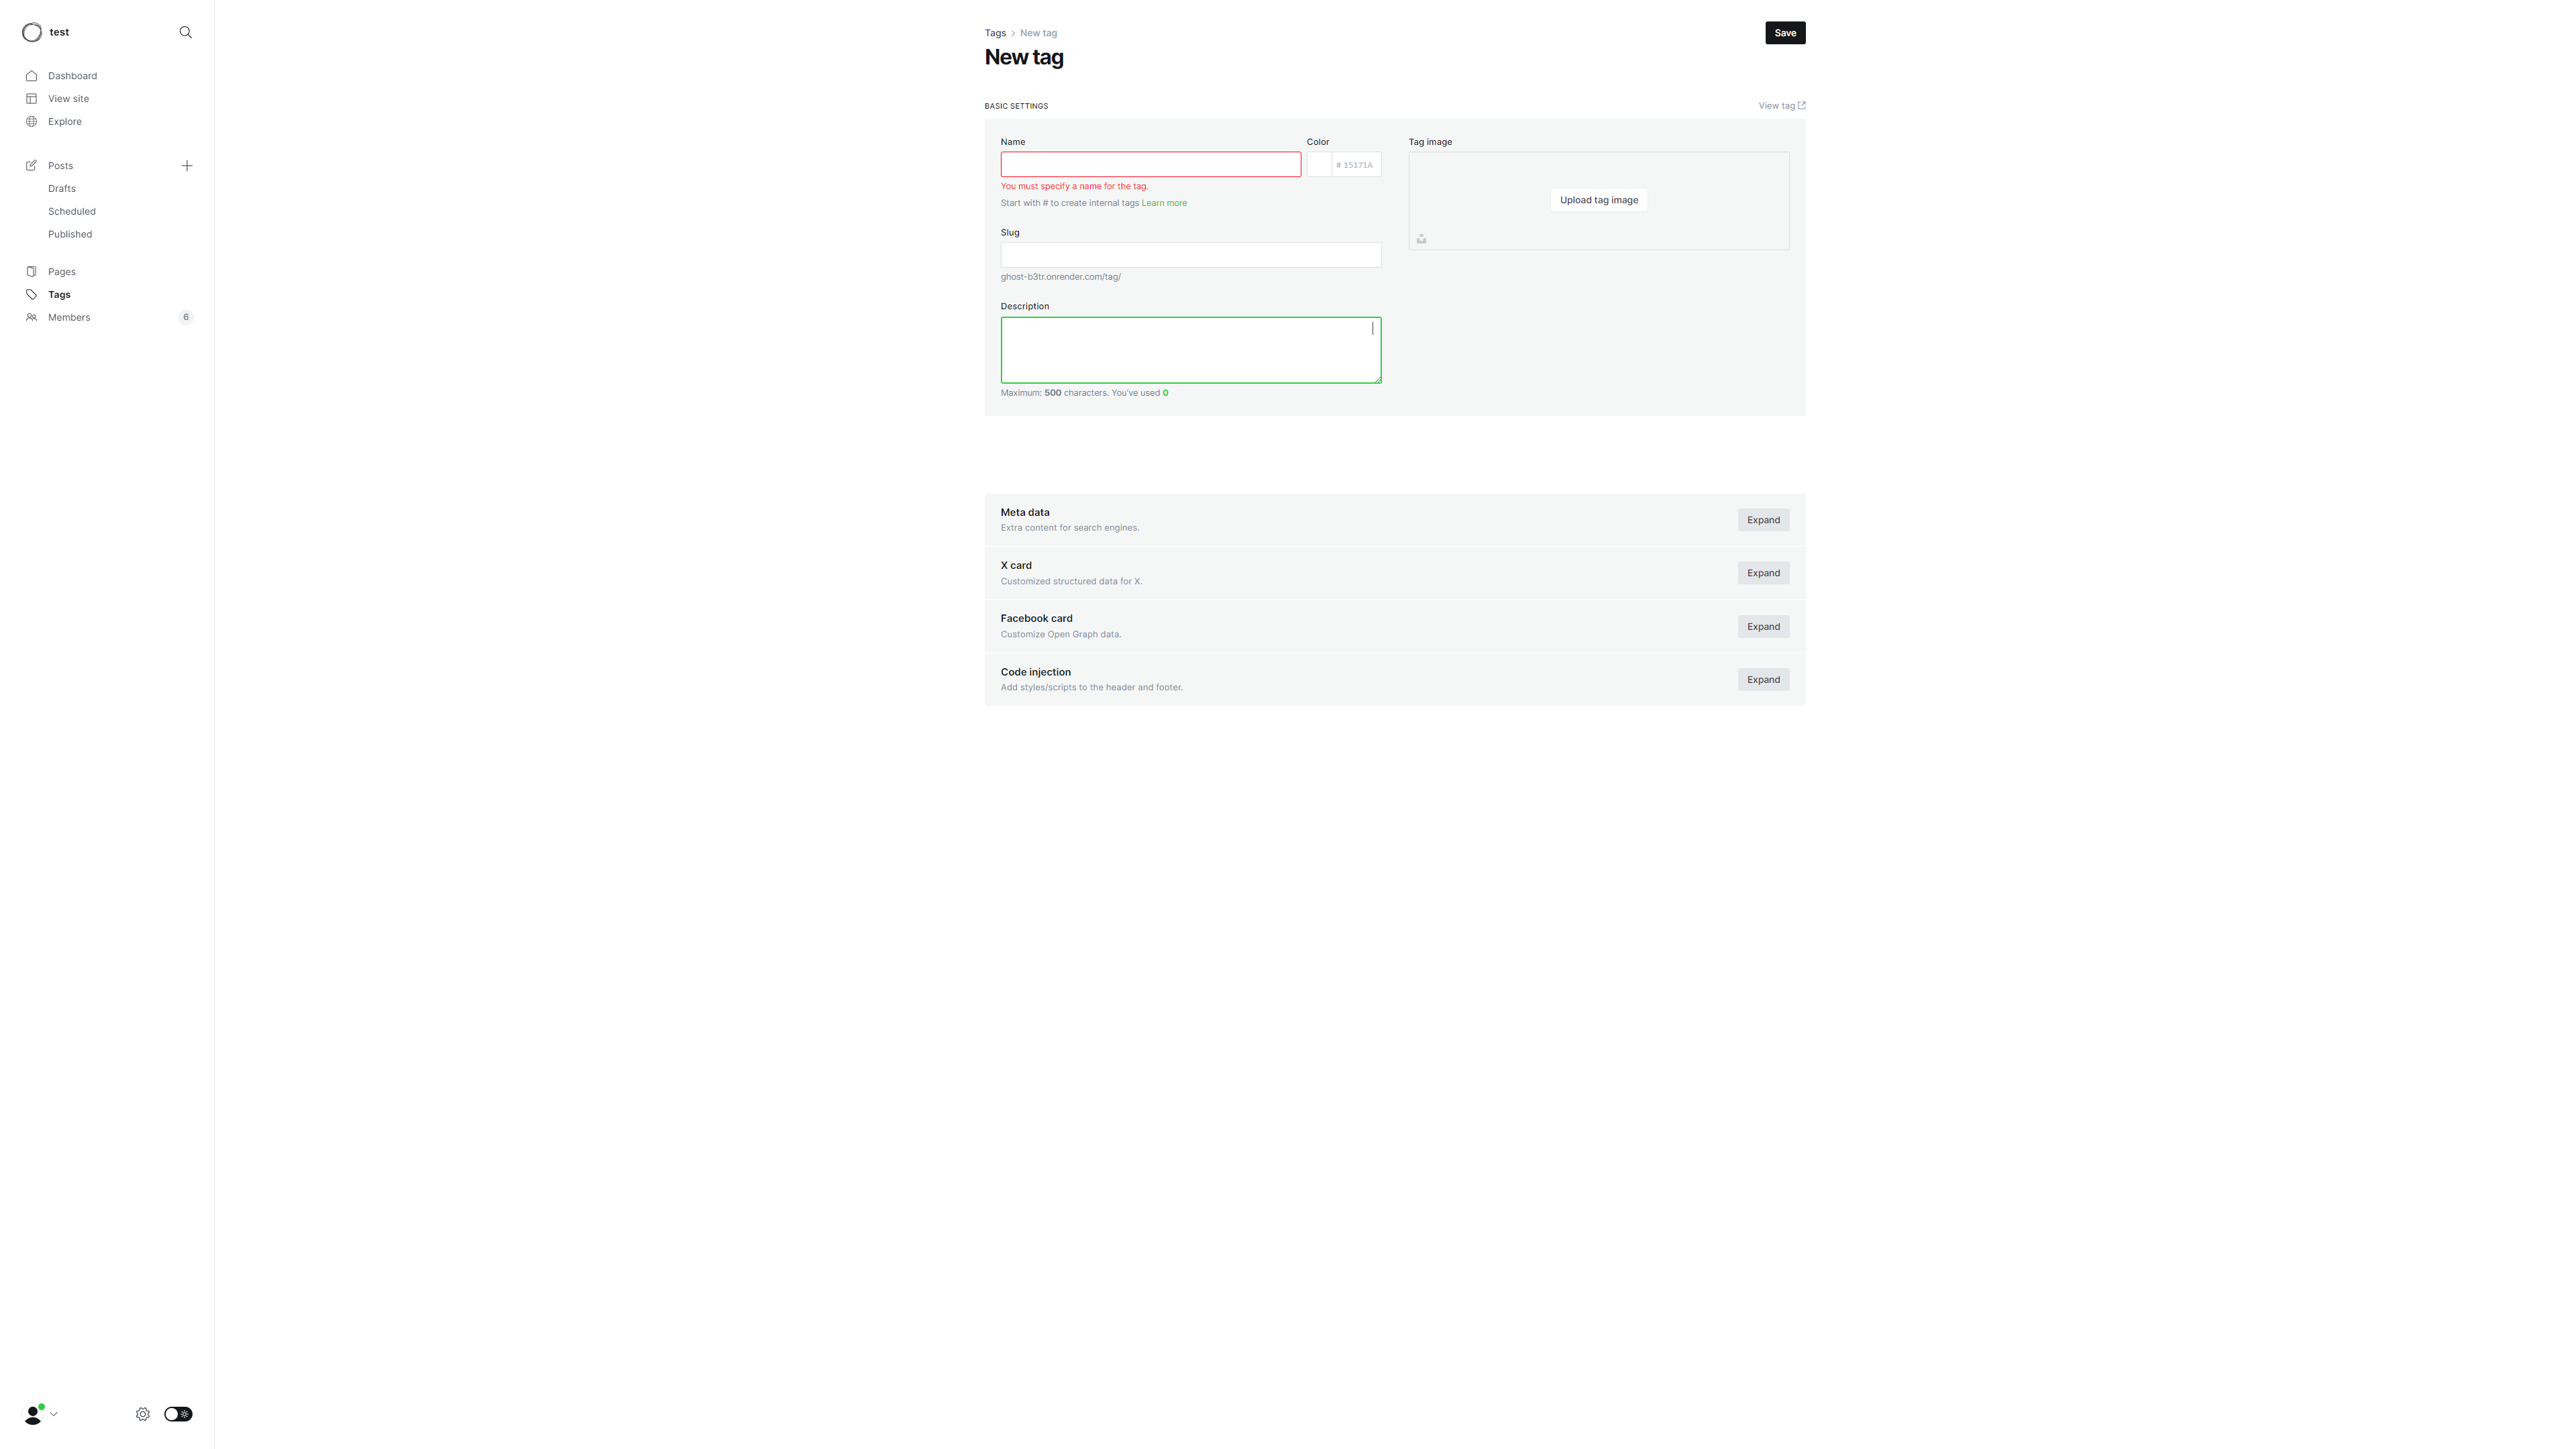 test
Dashboard
View site
Explore
Posts
Drafts
Scheduled
Published
Pages
Tags
Members 6
Tags > New tag
Save
New tag
BASIC SETTINGS
View tag
Name
Color
# 15171A
You must specify a name for the tag.
Start with # to create internal tags Learn more
Slug
ghost-b3tr.onrender.com/tag/
Description
Maximum: 500 characters. You've used 0
Tag image
Upload tag image
Meta data
Extra content for search engines.
Expand
X card
Customized structured data for X.
Expand
Facebook card
Customize Open Graph data.
Expand
Code injection
Add styles/scripts to the header and footer.
Expand